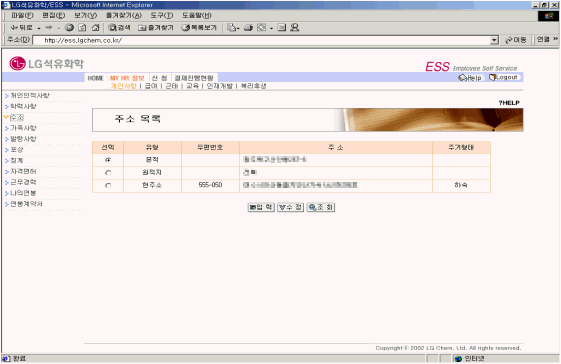 LG석유화학/ESS - Microsoft Internet Explorer
파일(F) 편집(E) 보기(V) 즐겨찾기(A) 도구(T) 도움말(H)
뒤로 검색 즐겨찾기 목록보기
주소(D) http://ess.lgchem.co.kr/ 이동 연결 »
LG석유화학 ESS Employee Self Service
HOME MY HR 정보 신 청 결재진행현황 Help Logout
개인사항 | 급여 | 근태 | 교육 | 인재개발 | 복리후생
개인인적사항
학력사항
주소
가족사항
발령사항
포상
징계
자격면허
근무경력
나의연봉
연봉계약서
?HELP
주소 목록
선택 유형 우편번호 주 소 주거형태
본적
원적지
현주소 555-050 하숙
입 력 수 정 조 회
Copyright® 2002 LG Chem, Ltd. All rights reserved.
완료 인터넷